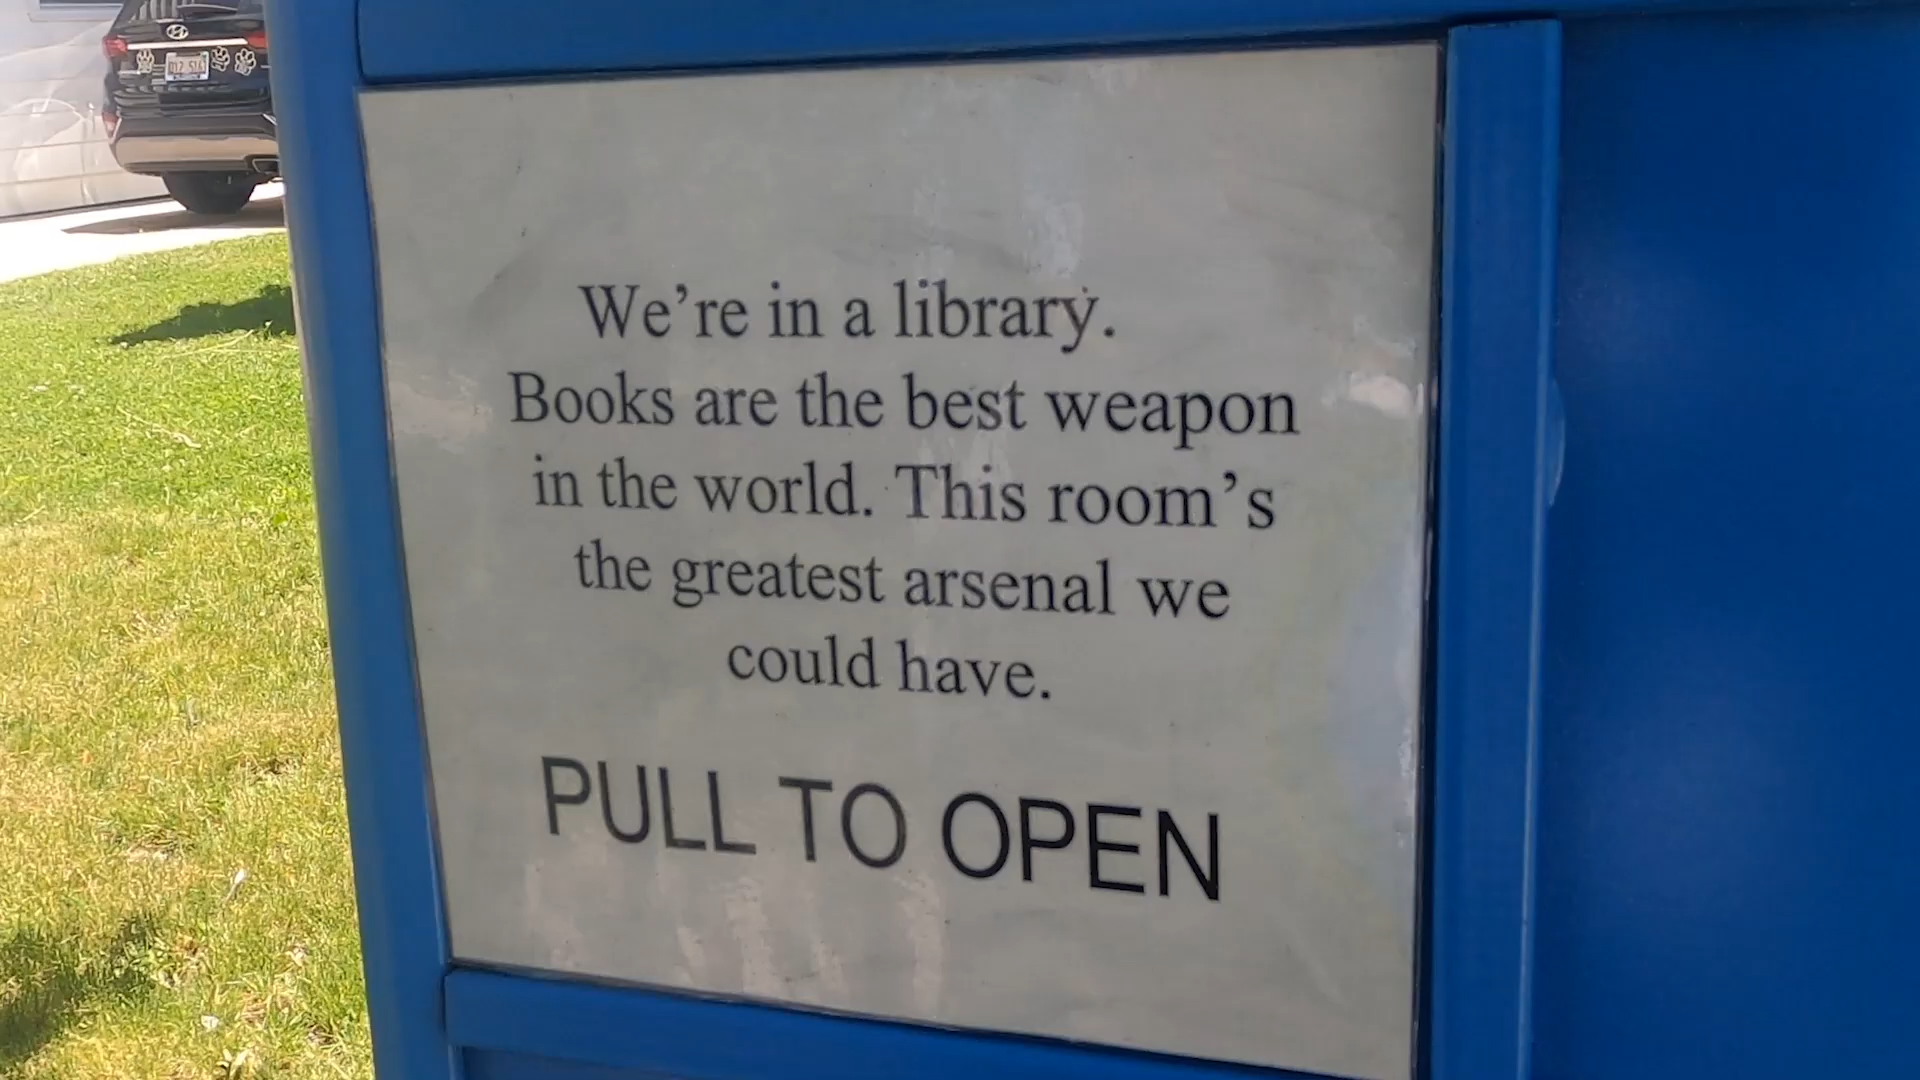 We're in a library.
Books are the best weapon
in the world. This room's
the greatest arsenal we
could have.
PULL TO OPEN